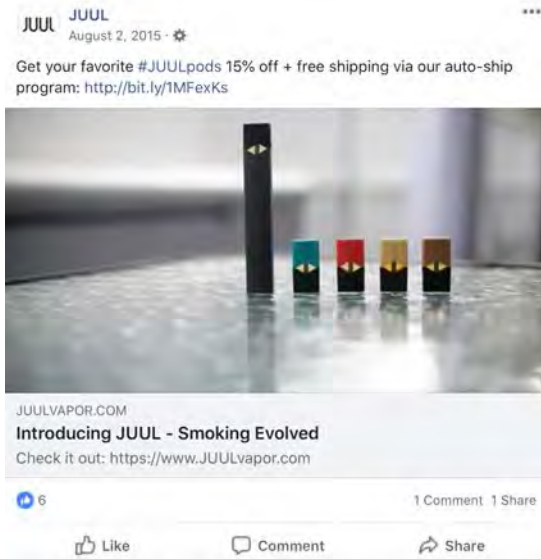 JUUL
JUUL
August 2, 2015 ·
Get your favorite #JUULpods 15% off + free shipping via our auto-ship
program: http://bit.ly/1MFexKs
JUULVAPOR.COM
Introducing JUUL - Smoking Evolved
Check it out: https://www.JUULvapor.com
6
1 Comment 1 Share
Like Comment Share